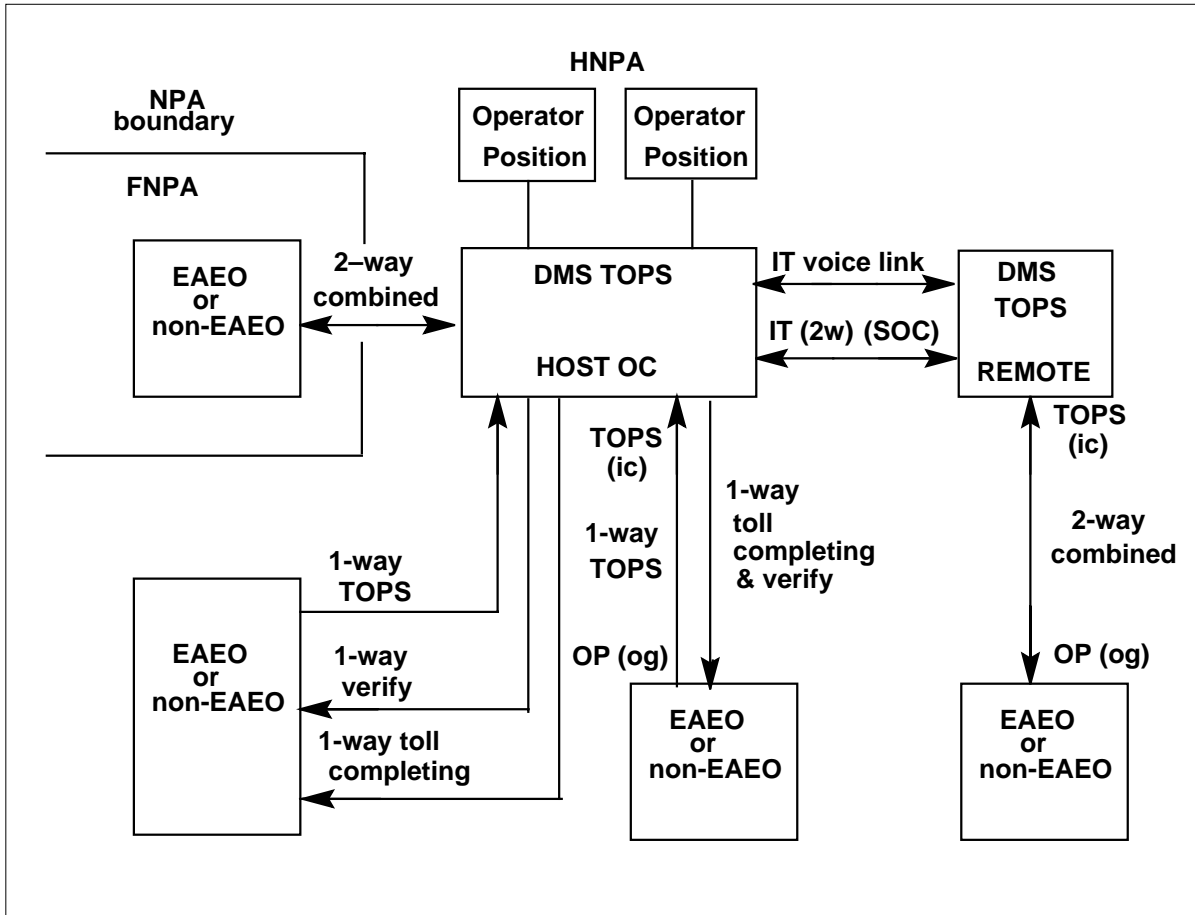 HNPA
NPA
boundary
Operator
Position
Operator
Position
FNPA
EAEO
or
non-EAEO
2–way
combined
DMS TOPS
HOST OC
IT voice link
IT (2w) (SOC)
DMS
TOPS
REMOTE
TOPS
(ic)
1-way
TOPS
1-way
toll
completing
& verify
TOPS
(ic)
2-way
combined
1-way
TOPS
EAEO
or
non-EAEO
1-way
verify
1-way toll
completing
OP (og)
EAEO
or
non-EAEO
OP (og)
EAEO
or
non-EAEO